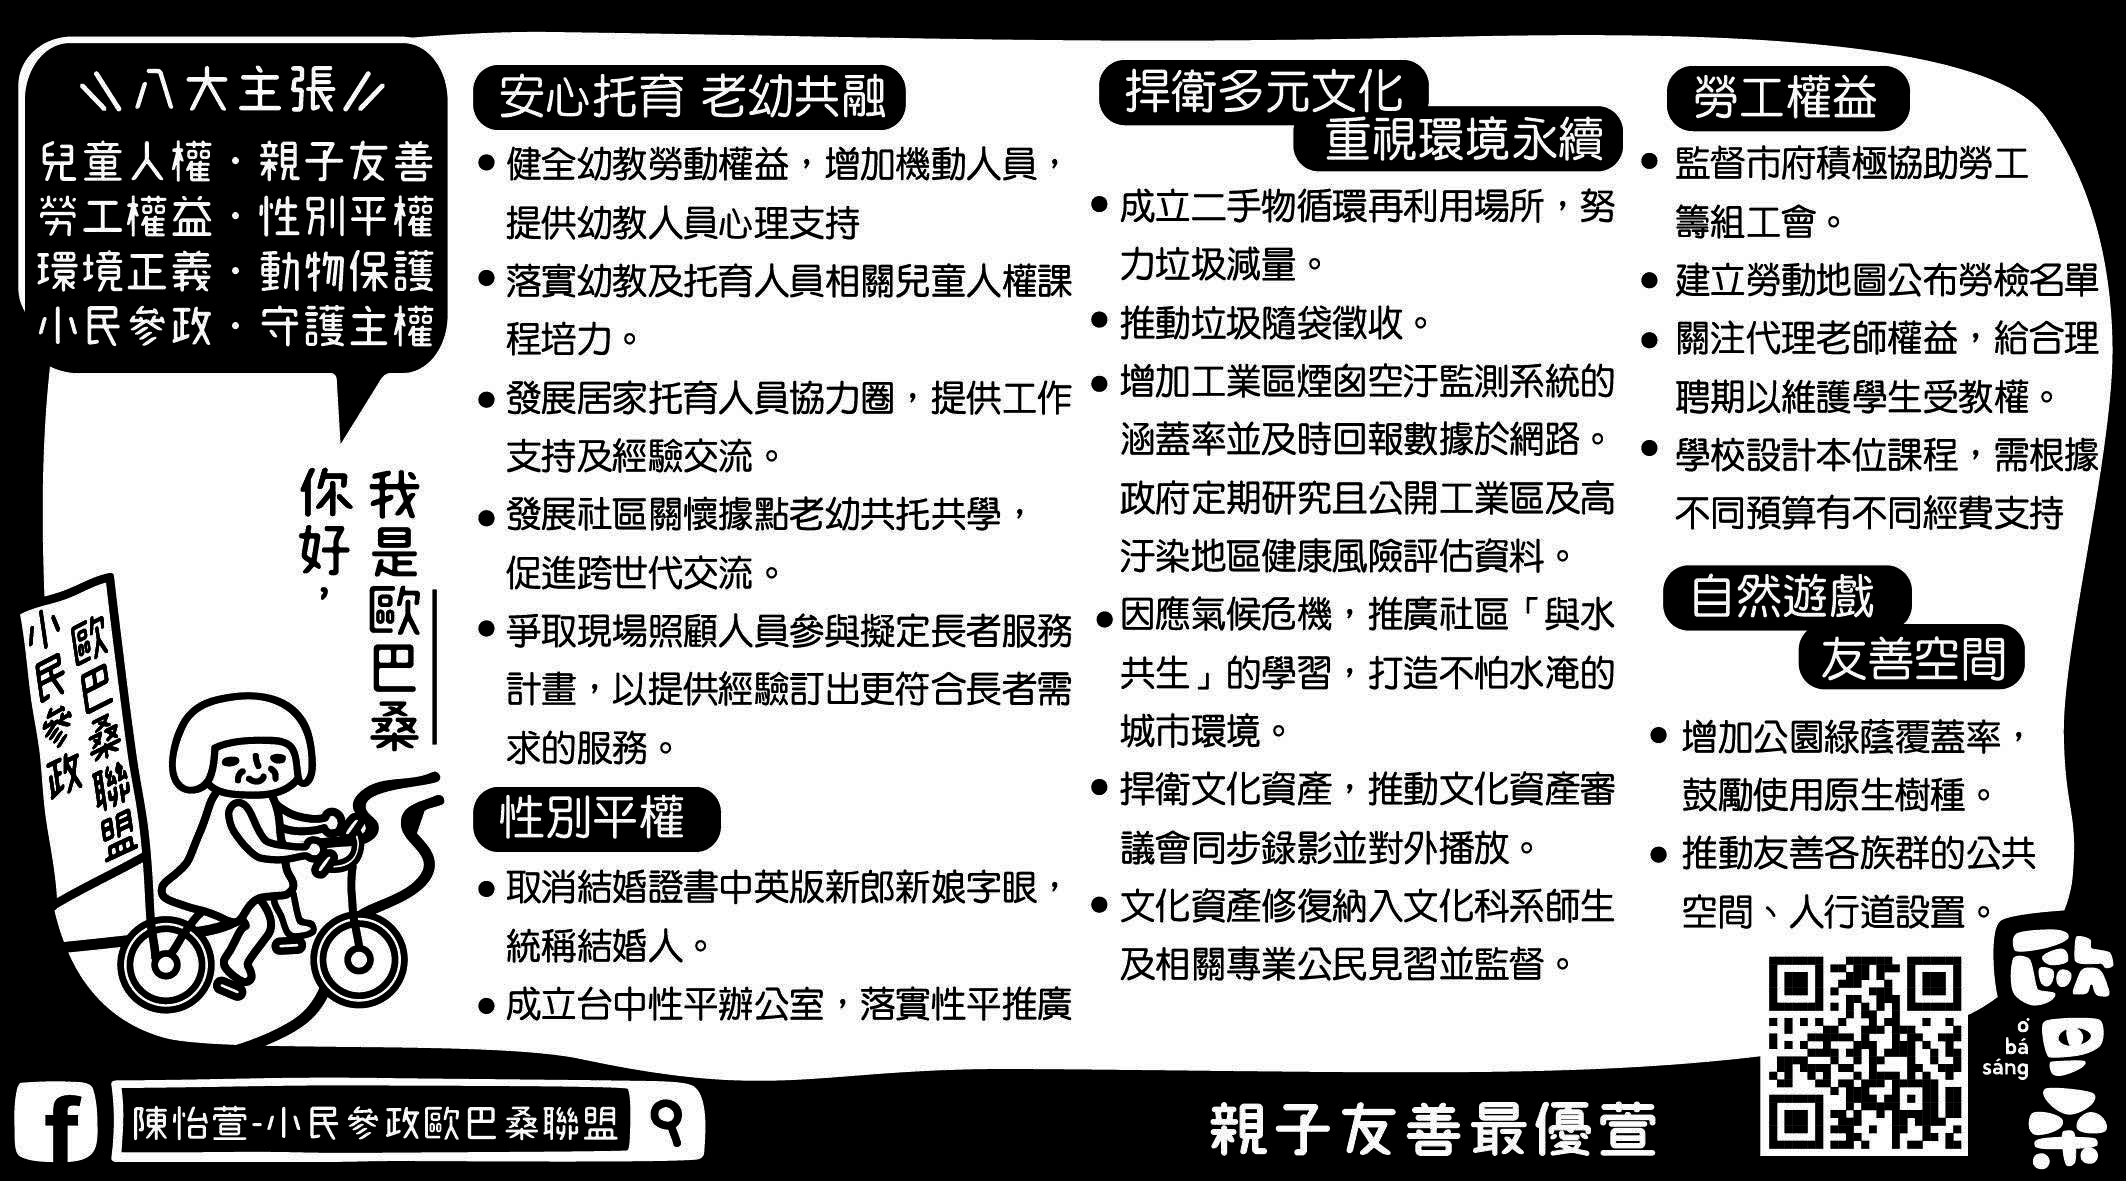 八大主張
兒童人權・親子友善
勞工權益・性別平權
環境正義・動物保護
小民參政・守護主權
你好，
我是歐巴桑
小民參政
歐巴桑聯盟
安心托育 老幼共融
●健全幼教勞動權益，增加機動人員，
提供幼教人員心理支持
●落實幼教及托育人員相關兒童人權課
程培力。
●發展居家托育人員協力圈，提供工作
支持及經驗交流。
●發展社區關懷據點老幼共托共學，
促進跨世代交流。
●爭取現場照顧人員參與擬定長者服務
計畫，以提供經驗訂出更符合長者需
求的服務。
性別平權
●取消結婚證書中英版新郎新娘字眼，
統稱結婚人。
●成立台中性平辦公室，落實性平推廣
捍衛多元文化
重視環境永續
●成立二手物循環再利用場所，努
力垃圾減量。
●推動垃圾隨袋徵收。
●增加工業區煙囪空汙監測系統的
涵蓋率並及時回報數據於網路。
政府定期研究且公開工業區及高
汙染地區健康風險評估資料。
●因應氣候危機，推廣社區「與水
共生」的學習，打造不怕水淹的
城市環境。
●捍衛文化資產，推動文化資產審
議會同步錄影並對外播放。
●文化資產修復納入文化科系師生
及相關專業公民見習並監督。
勞工權益
●監督市府積極協助勞工
籌組工會。
●建立勞動地圖公布勞檢名單
●關注代理老師權益，給合理
聘期以維護學生受教權。
●學校設計本位課程，需根據
不同預算有不同經費支持
自然遊戲
友善空間
●增加公園綠蔭覆蓋率，
鼓勵使用原生樹種。
●推動友善各族群的公共
空間、人行道設置。
歐巴桑
o͘
bá
sáng
f
陳怡萱-小民參政歐巴桑聯盟
親子友善最優萱